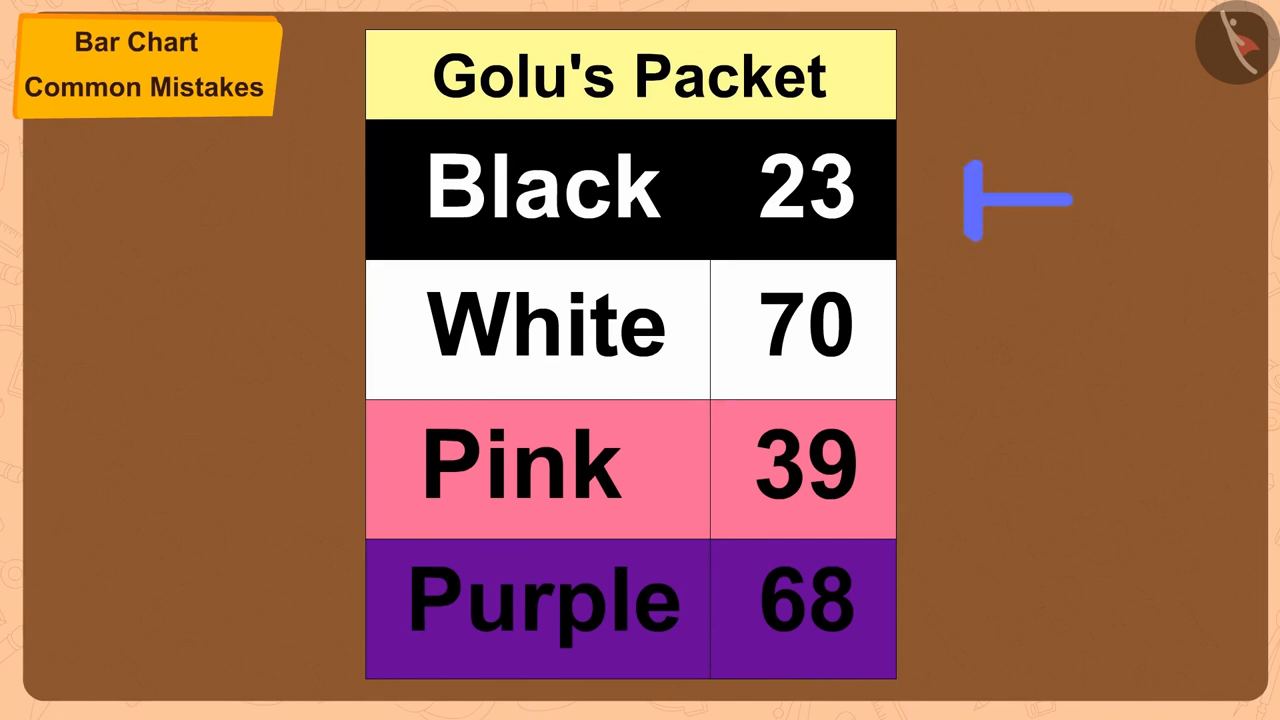 Bar Chart
Common Mistakes
Golu's Packet
Black 23
White 70
Pink 39
Purple 68